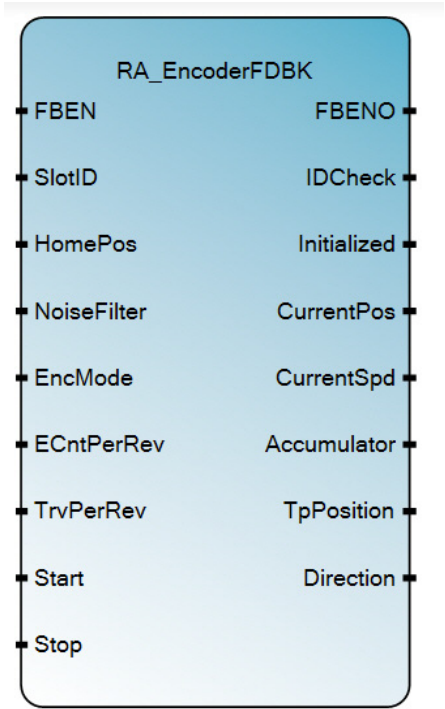 RA_EncoderFDBK
FBEN FBENO
SlotID IDCheck
HomePos Initialized
NoiseFilter CurrentPos
EncMode CurrentSpd
ECntPerRev Accumulator
TrvPerRev TpPosition
Start Direction
Stop